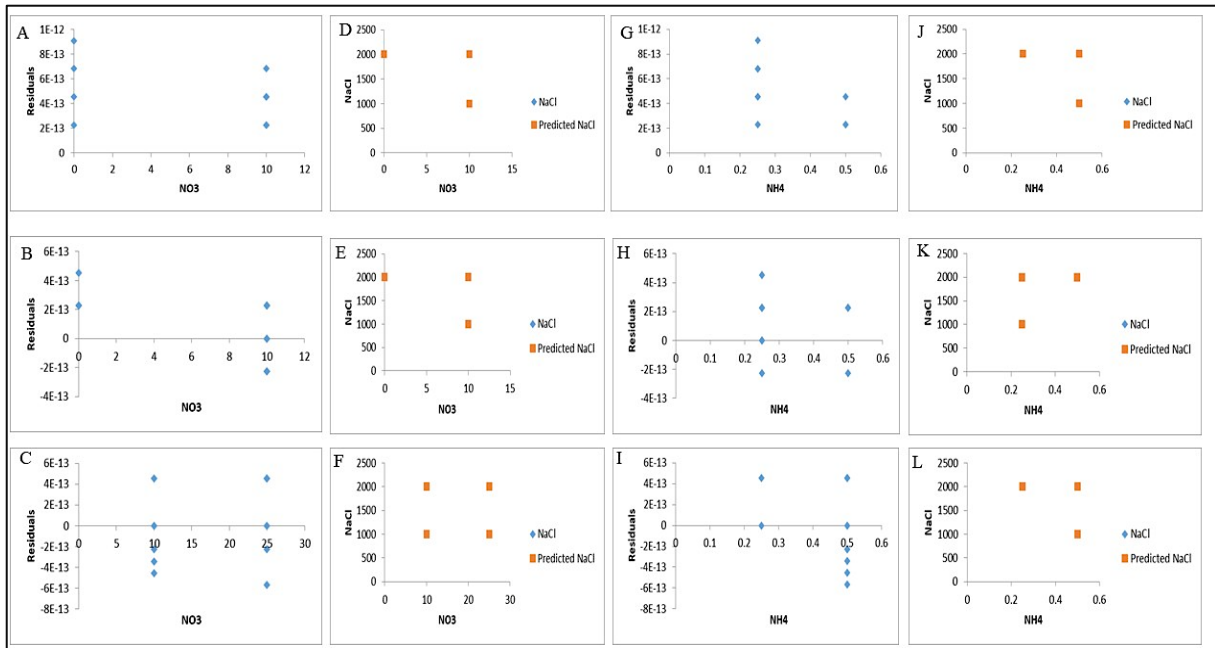 A
1E-12
8E-13
6E-13
4E-13
2E-13
0
Residuals
0 2 4 6 8 10 12
NO3
D
2500
2000
1500
1000
500
0
NaCl
0 5 10 15
NO3
NaCl
Predicted NaCl
G
1E-12
8E-13
6E-13
4E-13
2E-13
0
Residuals
0 0.1 0.2 0.3 0.4 0.5 0.6
NH4
J
2500
2000
1500
1000
500
0
NaCl
0 0.2 0.4 0.6
NH4
NaCl
Predicted NaCl
B
6E-13
4E-13
2E-13
0
-2E-13
-4E-13
Residuals
0 2 4 6 8 10 12
NO3
E
2500
2000
1500
1000
500
0
NaCl
0 5 10 15
NO3
NaCl
Predicted NaCl
H
6E-13
4E-13
2E-13
0
-2E-13
-4E-13
Residuals
0 0.1 0.2 0.3 0.4 0.5 0.6
NH4
K
2500
2000
1500
1000
500
0
NaCl
0 0.2 0.4 0.6
NH4
NaCl
Predicted NaCl
C
6E-13
4E-13
2E-13
0
-2E-13
-4E-13
-6E-13
-8E-13
Residuals
0 5 10 15 20 25 30
NO3
F
2500
2000
1500
1000
500
0
NaCl
0 10 20 30
NO3
NaCl
Predicted NaCl
I
6E-13
4E-13
2E-13
0
-2E-13
-4E-13
-6E-13
-8E-13
Residuals
0 0.1 0.2 0.3 0.4 0.5 0.6
NH4
L
2500
2000
1500
1000
500
0
NaCl
0 0.2 0.4 0.6
NH4
NaCl
Predicted NaCl